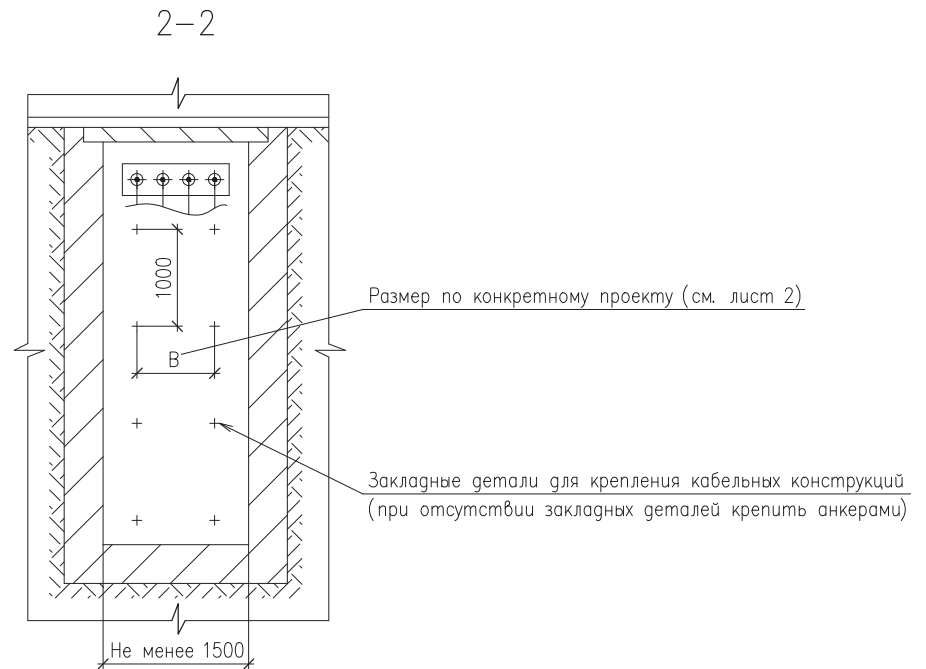 2-2
1000
Размер по конкретному проекту (см. лист 2)
В
Закладные детали для крепления кабельных конструкций
(при отсутствии закладных деталей крепить анкерами)
Не менее 1500